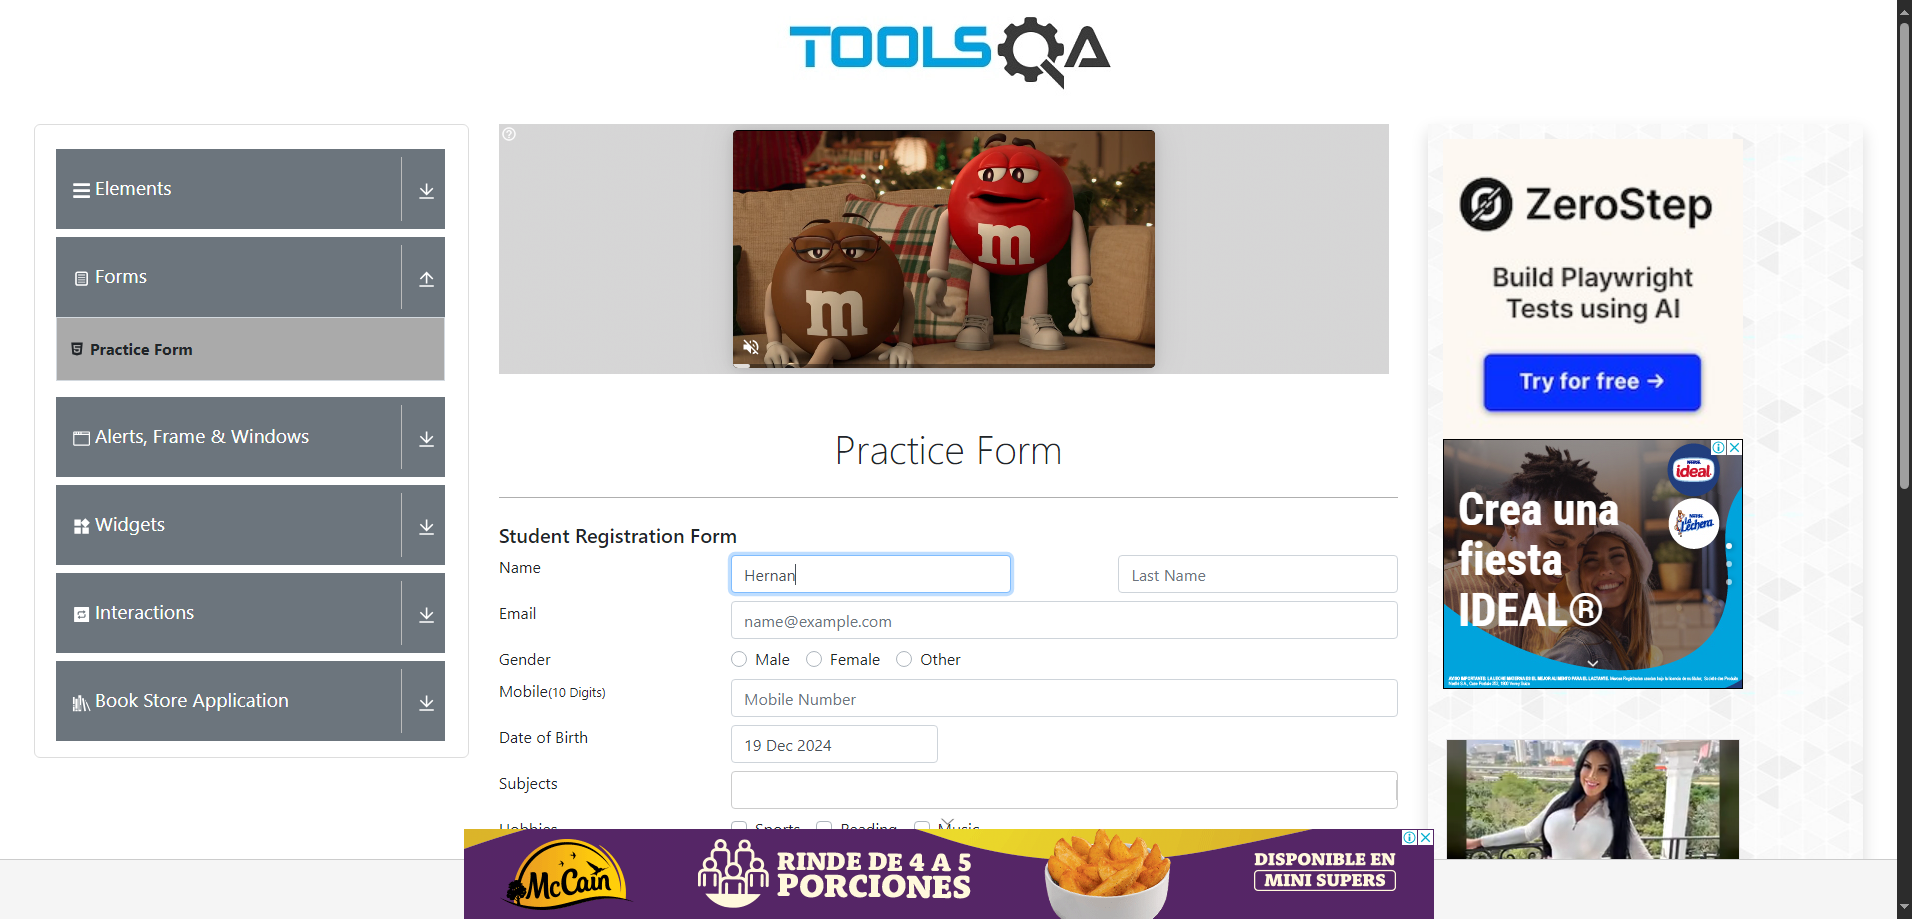 TOOLSQA
Elements
Forms
Practice Form
Alerts, Frame & Windows
Widgets
Interactions
Book Store Application
m
m
Practice Form
Student Registration Form
Name
Hernan
Last Name
Email
name@example.com
Gender
Male
Female
Other
Mobile(10 Digits)
Mobile Number
Date of Birth
19 Dec 2024
Subjects
Hobbies
Sports
Reading
Music
ZeroStep
Build Playwright
Tests using AI
Try for free →
Nestlé
ideal
Nestlé
La Lechera
Crea una
fiesta
IDEAL®
McCain
RINDE DE 4 A 5
PORCIONES
DISPONIBLE EN
MINI SUPERS